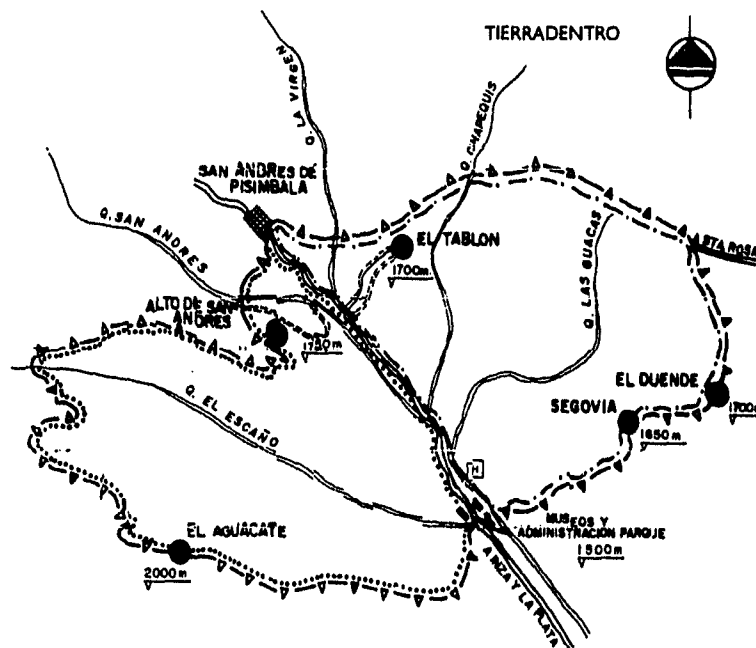 TIERRADENTRO
Q. LA VIRGEN
Q. CHAPEQUIS
SAN ANDRES DE
PISIMBALA
Q. SAN ANDRES
EL TABLON
1700m
Q. LAS GUACAS
STA. ROSA
ALTO DE SAN
ANDRES
1750m
EL DUENDE
1700m
SEGOVIA
1650m
Q. EL ESCAÑO
H
MUSEOS Y
ADMINISTRACION PARQUE
1500m
EL AGUACATE
2000m
Y LA PLATA